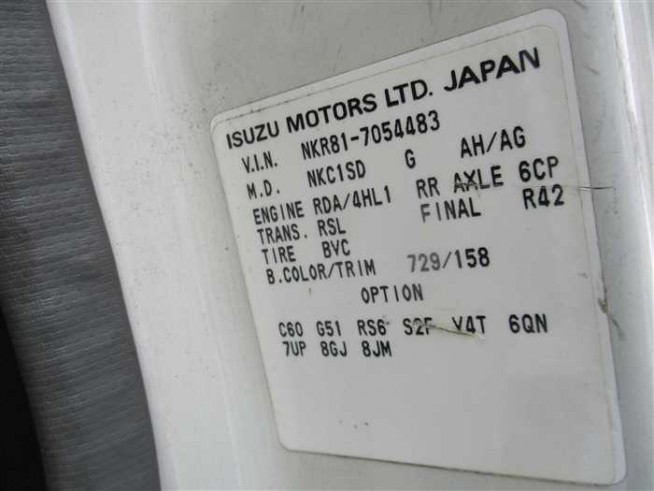 ISUZU MOTORS LTD. JAPAN
V.I.N. NKR81-7054483
M.D. NKC1SD G AH/AG
ENGINE RDA/4HL1 RR AXLE 6CP
TRANS. RSL FINAL R42
TIRE BVC
B.COLOR/TRIM 729/158
OPTION
C60 G51 RS6 S2F V4T 6QN
7UP 8GJ 8JM